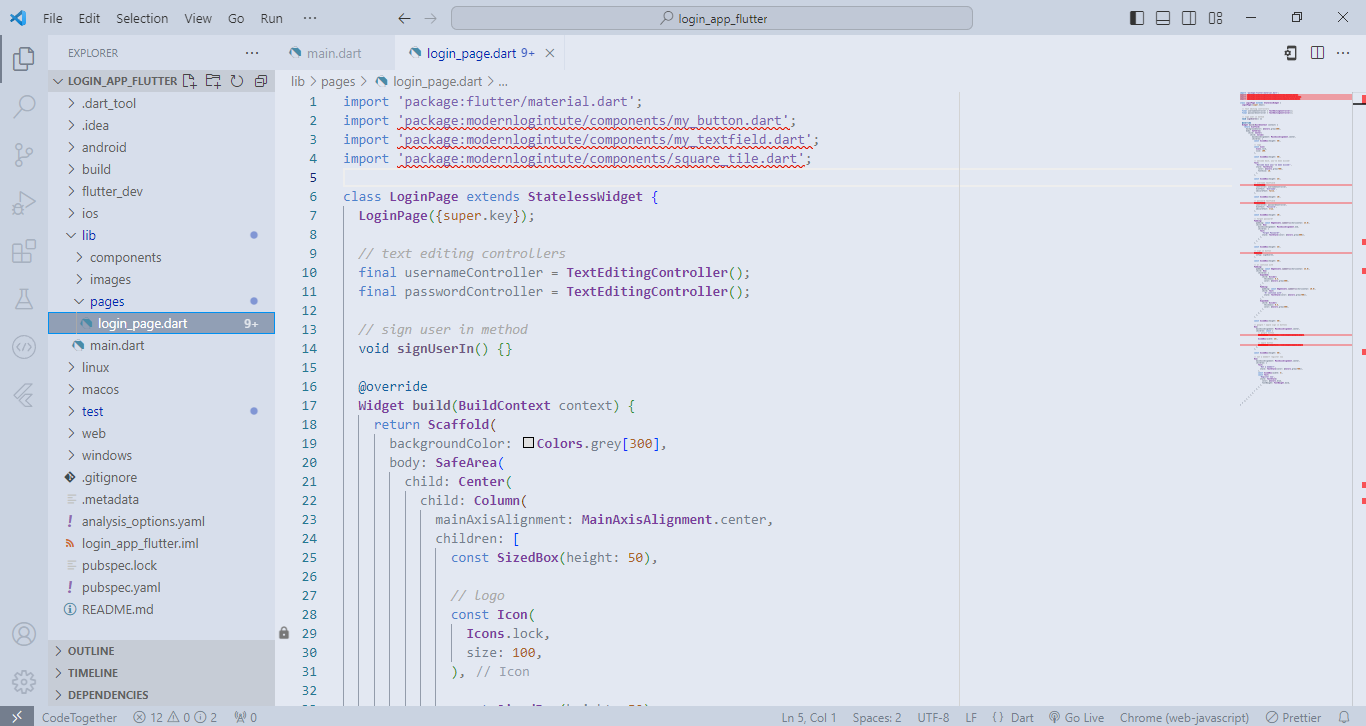 File Edit Selection View Go Run ··· login_app_flutter
EXPLORER ···
LOGIN_APP_FLUTTER
.dart_tool
.idea
android
build
flutter_dev
ios
lib
components
images
pages
login_page.dart 9+
main.dart
linux
macos
test
web
windows
.gitignore
.metadata
! analysis_options.yaml
login_app_flutter.iml
pubspec.lock
! pubspec.yaml
README.md
OUTLINE
TIMELINE
DEPENDENCIES
main.dart login_page.dart 9+
lib > pages > login_page.dart > ...
1 import 'package:flutter/material.dart';
2 import 'package:modernlogintute/components/my_button.dart';
3 import 'package:modernlogintute/components/my_textfield.dart';
4 import 'package:modernlogintute/components/square_tile.dart';
5
6 class LoginPage extends StatelessWidget {
7 LoginPage({super.key});
8
9 // text editing controllers
10 final usernameController = TextEditingController();
11 final passwordController = TextEditingController();
12
13 // sign user in method
14 void signUserIn() {}
15
16 @override
17 Widget build(BuildContext context) {
18 return Scaffold(
19 backgroundColor: Colors.grey[300],
20 body: SafeArea(
21 child: Center(
22 child: Column(
23 mainAxisAlignment: MainAxisAlignment.center,
24 children: [
25 const SizedBox(height: 50),
26
27 // logo
28 const Icon(
29 Icons.lock,
30 size: 100,
31 ), // Icon
32
CodeTogether 12 0 2 0 Ln 5, Col 1 Spaces: 2 UTF-8 LF {} Dart Go Live Chrome (web-javascript) Prettier